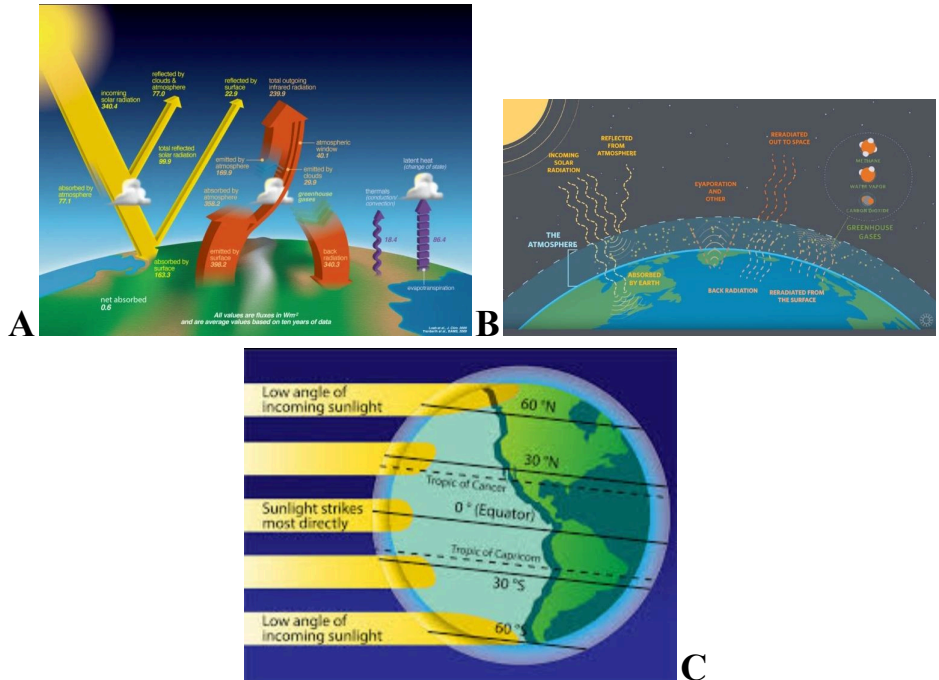 incoming
solar radiation
340.4
reflected by
clouds &
atmosphere
77.0
reflected by
surface
22.9
total outgoing
infrared radiation
239.9
total reflected
solar radiation
99.9
atmospheric
window
40.1
emitted by
atmosphere
169.9
emitted by
clouds
29.9
latent heat
(change of state)
absorbed by
atmosphere
77.1
absorbed by
atmosphere
358.2
greenhouse
gases
thermals
(conduction/
convection)
18.4
86.4
absorbed by
surface
163.3
emitted by
surface
398.2
back
radiation
340.3
evapotranspiration
net absorbed
0.6
All values are fluxes in Wm-2
and are average values based on ten years of data
A
INCOMING
SOLAR
RADIATION
REFLECTED
FROM
ATMOSPHERE
RERADIATED
OUT TO SPACE
METHANE
WATER VAPOR
CARBON DIOXIDE
GREENHOUSE
GASES
EVAPORATION
AND
OTHER
THE
ATMOSPHERE
ABSORBED
BY EARTH
BACK RADIATION
RERADIATED FROM
THE SURFACE
B
Low angle of
incoming sunlight
60 °N
30 °N
Tropic of Cancer
Sunlight strikes
most directly
0 ° (Equator)
Tropic of Capricorn
30 °S
Low angle of
incoming sunlight
60 °S
C